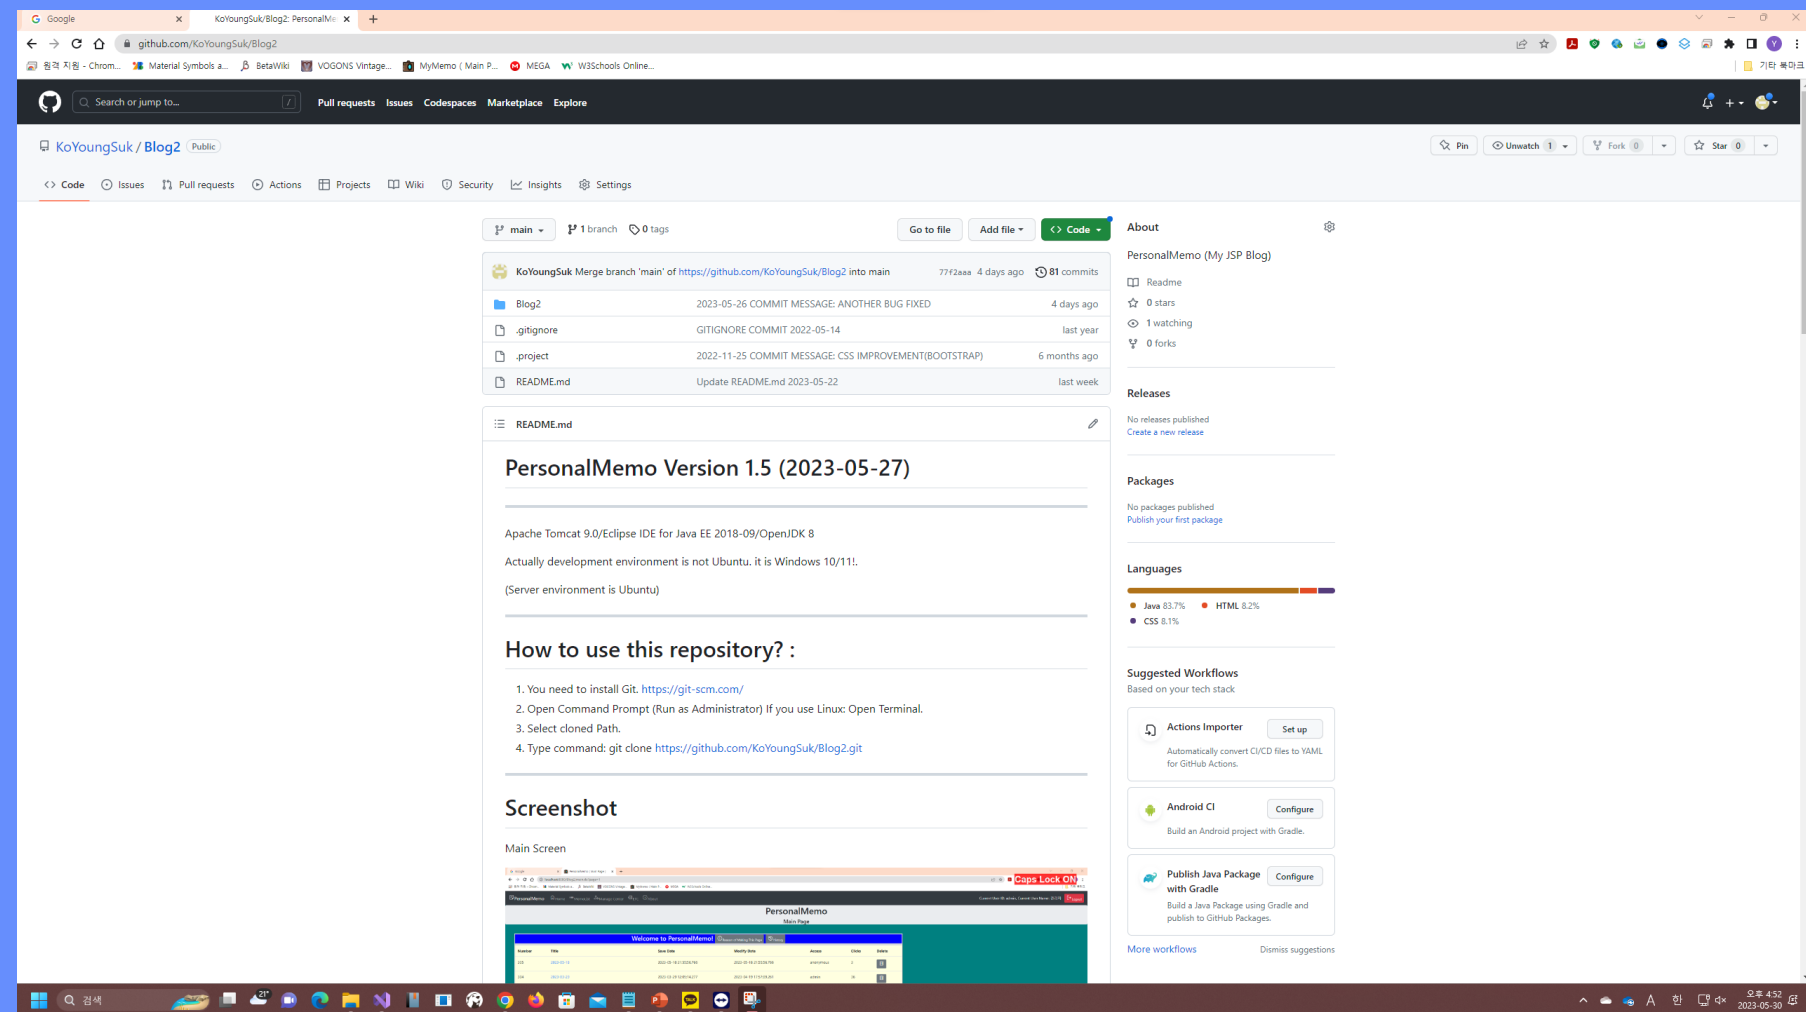 Google
KoYoungSuk/Blog2: PersonalMe
github.com/KoYoungSuk/Blog2
원격 지원 - Chrom...
Material Symbols a...
BetaWiki
VOGONS Vintage...
MyMemo ( Main P...
MEGA
W3Schools Online...
기타 북마크
Search or jump to...
/
Pull requests
Issues
Codespaces
Marketplace
Explore
KoYoungSuk / Blog2 Public
Pin
Unwatch 1
Fork 0
Star 0
Code
Issues
Pull requests
Actions
Projects
Wiki
Security
Insights
Settings
main
1 branch
0 tags
Go to file
Add file
Code
KoYoungSuk Merge branch 'main' of https://github.com/KoYoungSuk/Blog2 into main
77f2aaa 4 days ago
81 commits
Blog2 2023-05-26 COMMIT MESSAGE: ANOTHER BUG FIXED 4 days ago
.gitignore GITIGNORE COMMIT 2022-05-14 last year
.project 2022-11-25 COMMIT MESSAGE: CSS IMPROVEMENT(BOOTSTRAP) 6 months ago
README.md Update README.md 2023-05-22 last week
README.md
PersonalMemo Version 1.5 (2023-05-27)
Apache Tomcat 9.0/Eclipse IDE for Java EE 2018-09/OpenJDK 8
Actually development environment is not Ubuntu. it is Windows 10/11!.
(Server environment is Ubuntu)
How to use this repository? :
1. You need to install Git. https://git-scm.com/
2. Open Command Prompt (Run as Administrator) If you use Linux: Open Terminal.
3. Select cloned Path.
4. Type command: git clone https://github.com/KoYoungSuk/Blog2.git
Screenshot
Main Screen
Caps Lock ON
PersonalMemo
PersonalMemo
Main Page
Welcome to PersonalMemo!
Number Title Save Date Modify Date Access Clicks Delete
About
PersonalMemo (My JSP Blog)
Readme
0 stars
1 watching
0 forks
Releases
No releases published
Create a new release
Packages
No packages published
Publish your first package
Languages
Java 83.7%
HTML 8.2%
CSS 8.1%
Suggested Workflows
Based on your tech stack
Actions Importer
Set up
Automatically convert CI/CD files to YAML
for GitHub Actions.
Android CI
Configure
Build an Android project with Gradle.
Publish Java Package
with Gradle
Configure
Build a Java Package using Gradle and
publish to GitHub Packages.
More workflows
Dismiss suggestions
검색
21°
A
한
오후 4:52
2023-05-30